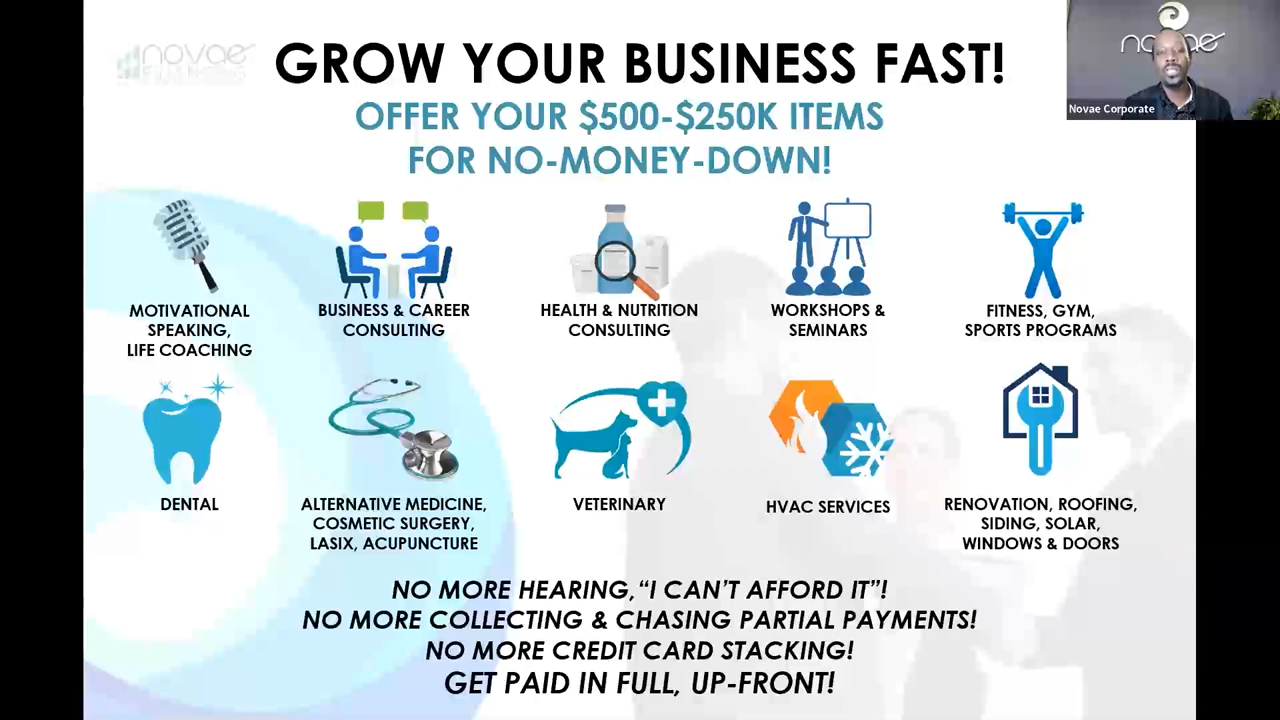 novae
GROW YOUR BUSINESS FAST!
OFFER YOUR $500-$250K ITEMS
FOR NO-MONEY-DOWN!
novae
Novae Corporate
MOTIVATIONAL
SPEAKING,
LIFE COACHING
BUSINESS & CAREER
CONSULTING
HEALTH & NUTRITION
CONSULTING
WORKSHOPS &
SEMINARS
FITNESS, GYM,
SPORTS PROGRAMS
DENTAL
ALTERNATIVE MEDICINE,
COSMETIC SURGERY,
LASIX, ACUPUNCTURE
VETERINARY
HVAC SERVICES
RENOVATION, ROOFING,
SIDING, SOLAR,
WINDOWS & DOORS
NO MORE HEARING,“I CAN’T AFFORD IT”!
NO MORE COLLECTING & CHASING PARTIAL PAYMENTS!
NO MORE CREDIT CARD STACKING!
GET PAID IN FULL, UP-FRONT!